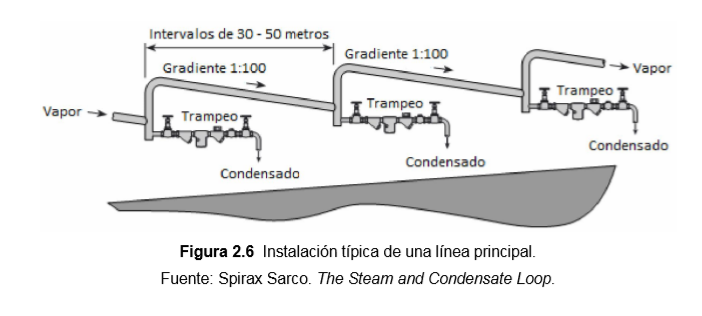 Intervalos de 30 - 50 metros
Gradiente 1:100
Gradiente 1:100
Vapor
Vapor
Trampeo
Trampeo
Trampeo
Condensado
Condensado
Condensado
Figura 2.6 Instalación típica de una línea principal.
Fuente: Spirax Sarco. The Steam and Condensate Loop.